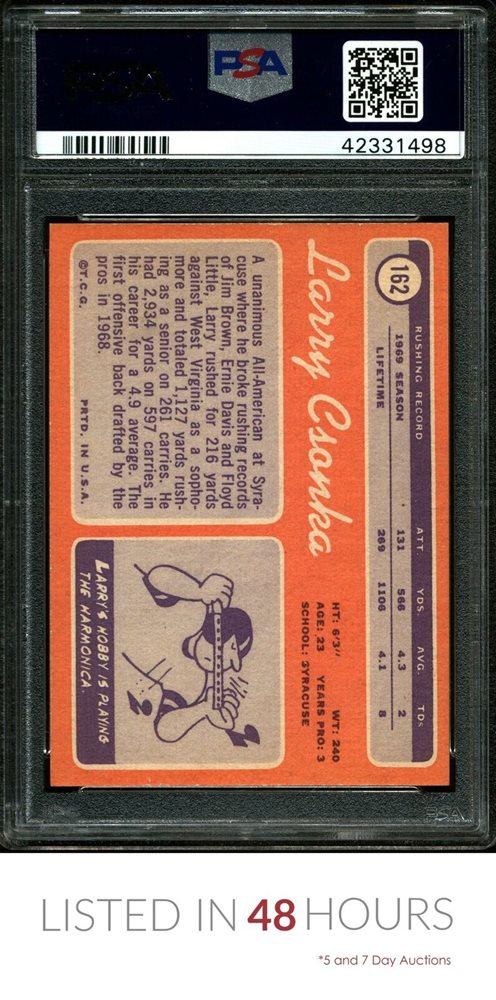 PSA
42331498
162
RUSHING RECORD ATT. YDS. AVG. TDs
1969 SEASON 131 566 4.3 2
LIFETIME 269 1106 4.1 8
Larry Csonka
HT: 6'3" WT: 240
AGE: 23 YEARS PRO: 3
SCHOOL: SYRACUSE
A unanimous All-American at Syra-
cuse where he broke rushing records
of Jim Brown, Ernie Davis and Floyd
Little, Larry rushed for 216 yards
against West Virginia as a sopho-
more and totaled 1,127 yards rush-
ing as a senior on 261 carries. He
had 2,934 yards on 597 carries in
his career for a 4.9 average. The
first offensive back drafted by the
pros in 1968.
©T.C.G. PRTD. IN U.S.A.
LARRY'S HOBBY IS PLAYING
THE HARMONICA.
PSA
LISTED IN 48 HOURS
*5 and 7 Day Auctions